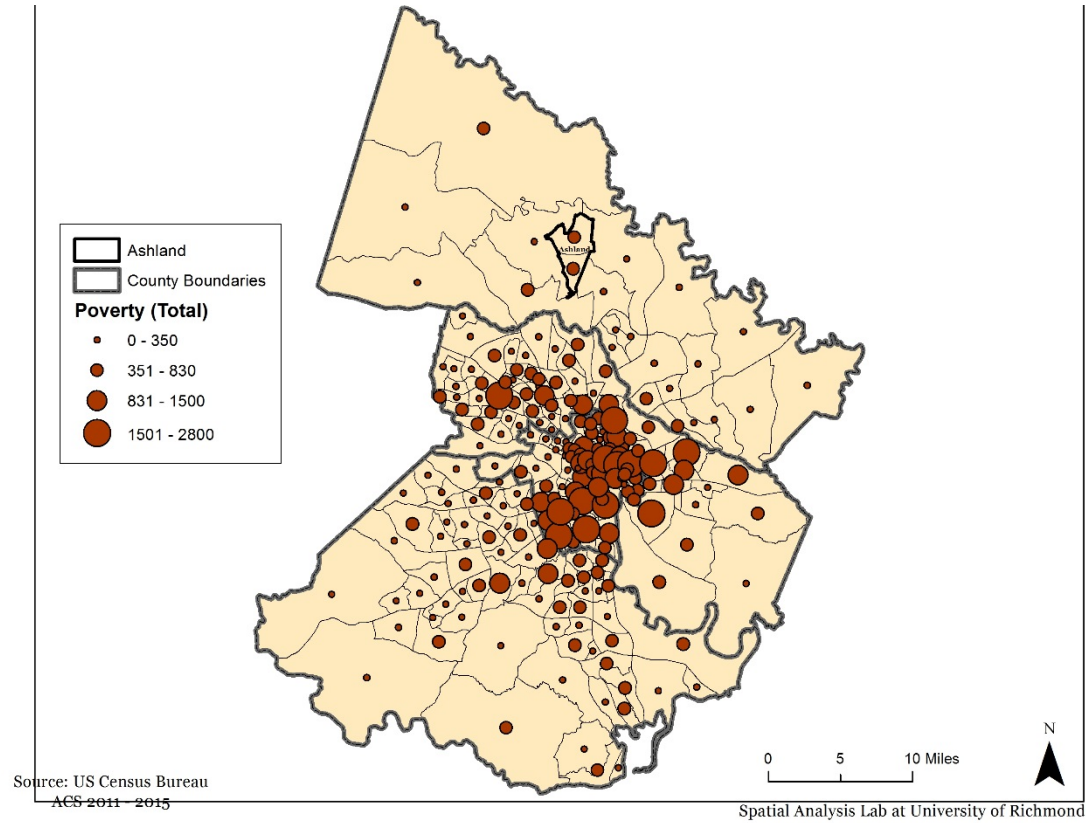 Ashland
Ashland
County Boundaries
Poverty (Total)
0 - 350
351 - 830
831 - 1500
1501 - 2800
N
0 5 10 Miles
Source: US Census Bureau
ACS 2011 - 2015
Spatial Analysis Lab at University of Richmond